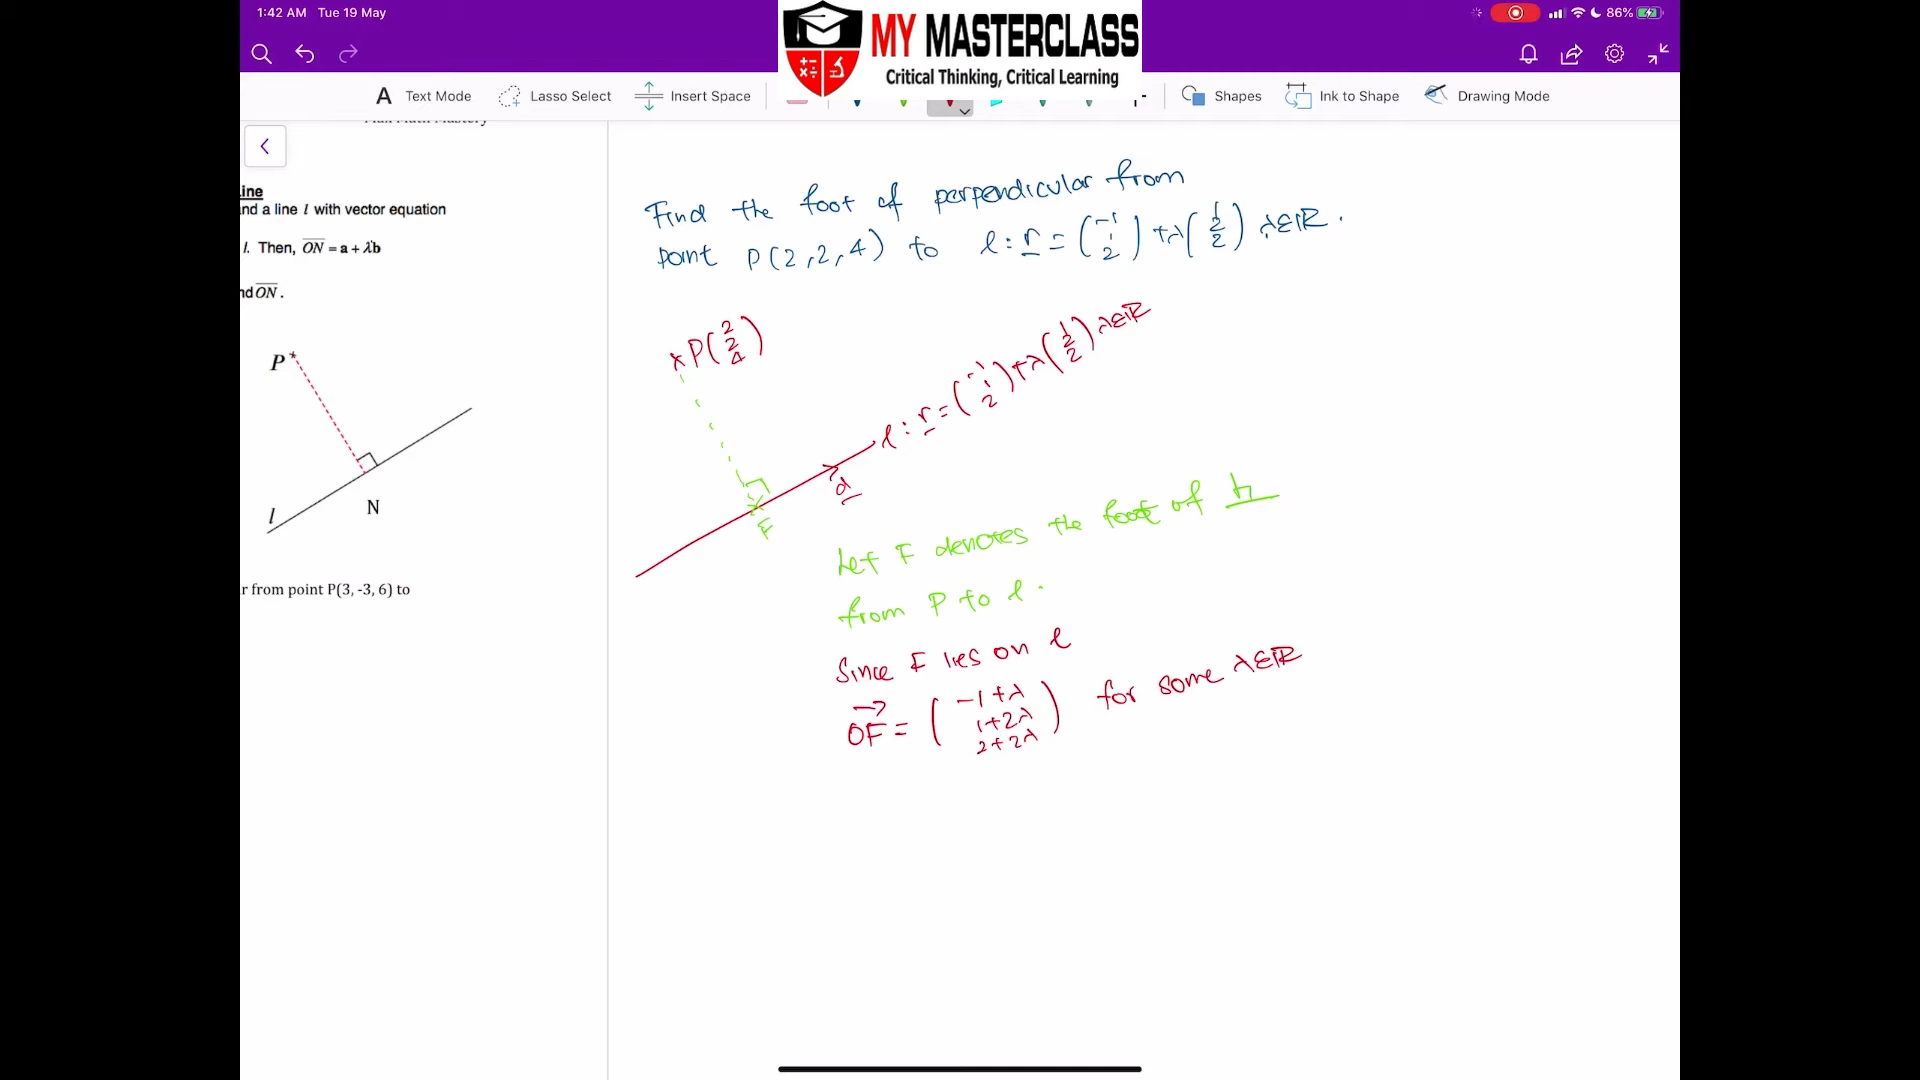 1:42 AM Tue 19 May
86%
MY MASTERCLASS
Critical Thinking, Critical Learning
A Text Mode
Lasso Select
Insert Space
Shapes
Ink to Shape
Drawing Mode
ine
nd a line l with vector equation
l. Then, ON = a + λb
nd ON .
P
l
N
r from point P(3, -3, 6) to
Find the foot of perpendicular from
point P(2,2,4) to l : r = (-1 1 2) + λ(1 2 2) λ∈ℝ.
×P(2 2 4)
l : r = (-1 1 2) + λ(1 2 2) λ∈ℝ
d
F
Let F denotes the foot of h
from P to l.
Since F lies on l
OF = (-1+λ 1+2λ 2+2λ) for some λ∈ℝ